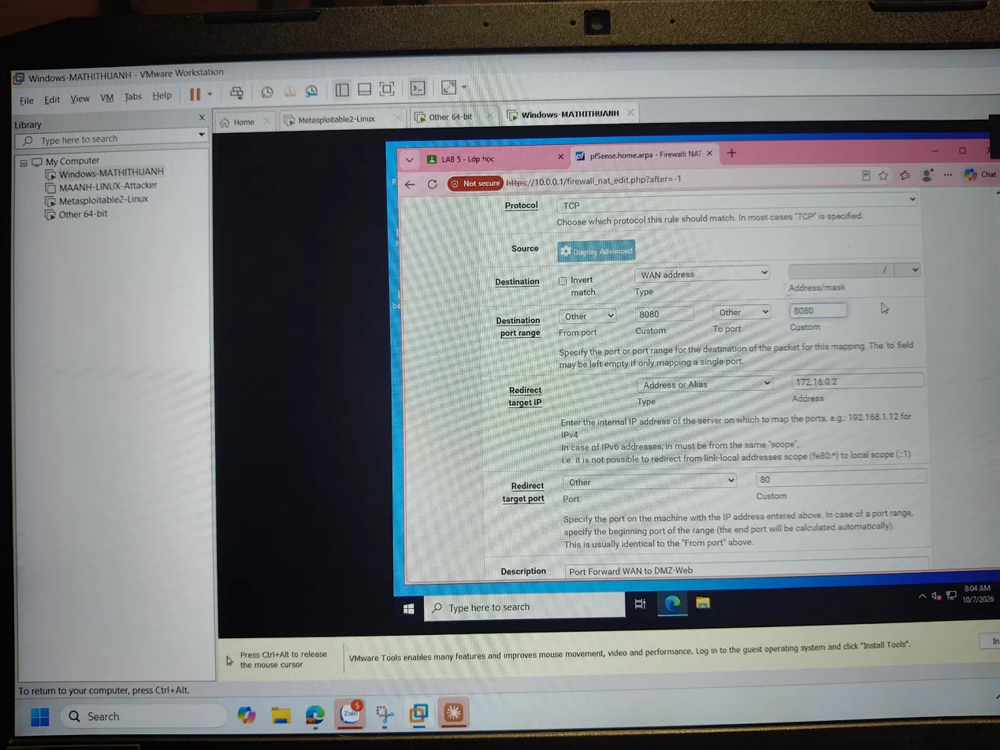 Windows-MATHITHUANH - VMware Workstation
File Edit View VM Tabs Help
Library
Type here to search
My Computer
Windows-MATHITHUANH
MAANH-LINUX-Attacker
Metasploitable2-Linux
Other 64-bit
Home Metasploitable2-Linux Other 64-bit Windows-MATHITHUANH
LAB 5 - Lớp học pfSense.home.arpa - Firewall: NAT
Not secure https://10.0.0.1/firewall_nat_edit.php?after=-1 Chat
Protocol TCP
Choose which protocol this rule should match. In most cases "TCP" is specified.
Source Display Advanced
Destination Invert match WAN address /
Type Address/mask
Destination port range Other 8080 Other 8080
From port Custom To port Custom
Specify the port or port range for the destination of the packet for this mapping. The 'to' field
may be left empty if only mapping a single port.
Redirect target IP Address or Alias 172.16.0.2
Type Address
Enter the internal IP address of the server on which to map the ports. e.g.: 192.168.1.12 for
IPv4
In case of IPv6 addresses, in must be from the same "scope",
i.e. it is not possible to redirect from link-local addresses scope (fe80:*) to local scope (::1)
Redirect target port Other 80
Port Custom
Specify the port on the machine with the IP address entered above. In case of a port range,
specify the beginning port of the range (the end port will be calculated automatically).
This is usually identical to the "From port" above.
Description Port Forward WAN to DMZ-Web
Type here to search
8:04 AM
10/7/2026
Press Ctrl+Alt to release
the mouse cursor
VMware Tools enables many features and improves mouse movement, video and performance. Log in to the guest operating system and click "Install Tools".
To return to your computer, press Ctrl+Alt.
Search
Zalo
5